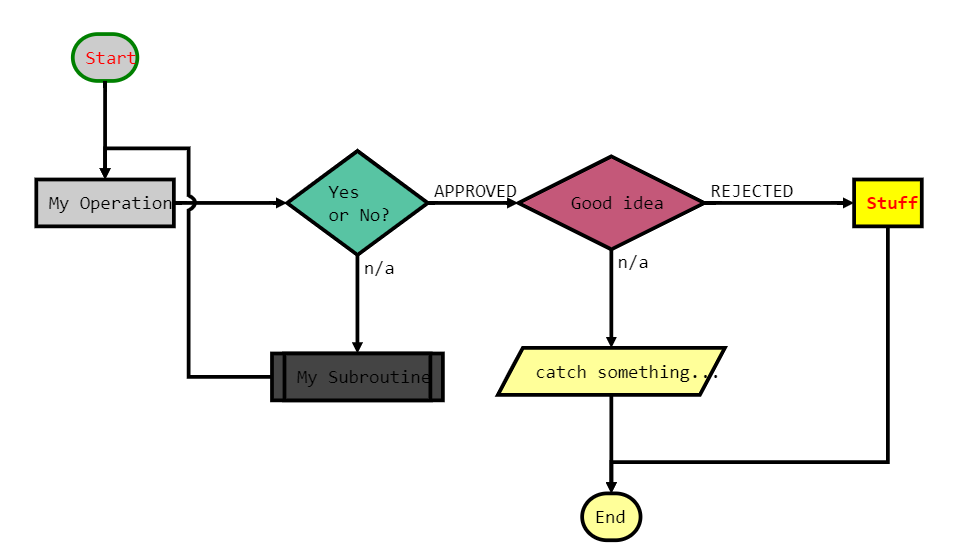 Start
My Operation
Yes
or No?
APPROVED
Good idea
REJECTED
Stuff
n/a
n/a
My Subroutine
catch something...
End